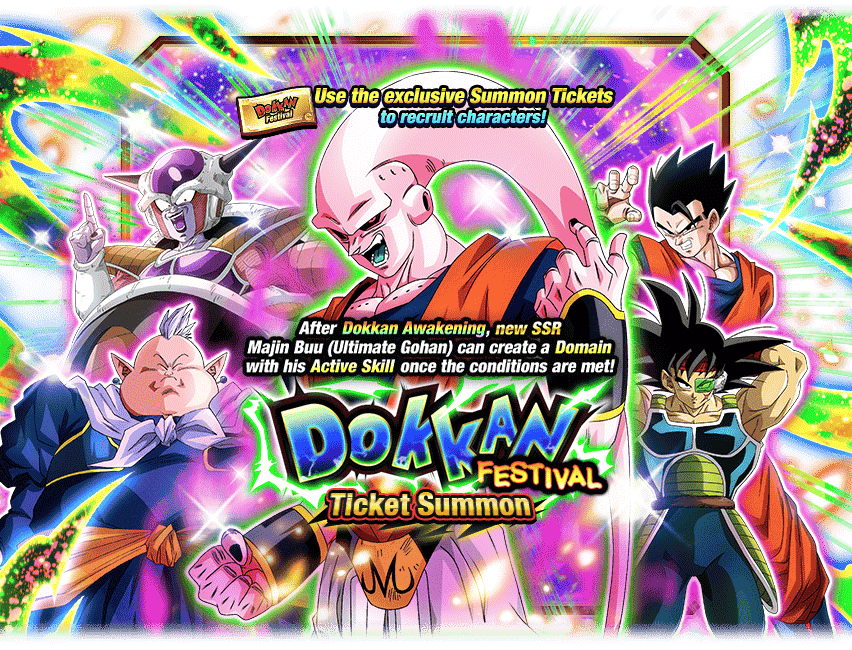 DOKKAN
Festival
Use the exclusive Summon Tickets
to recruit characters!
After Dokkan Awakening, new SSR
Majin Buu (Ultimate Gohan) can create a Domain
with his Active Skill once the conditions are met!
DOKKAN
FESTIVAL
Ticket Summon